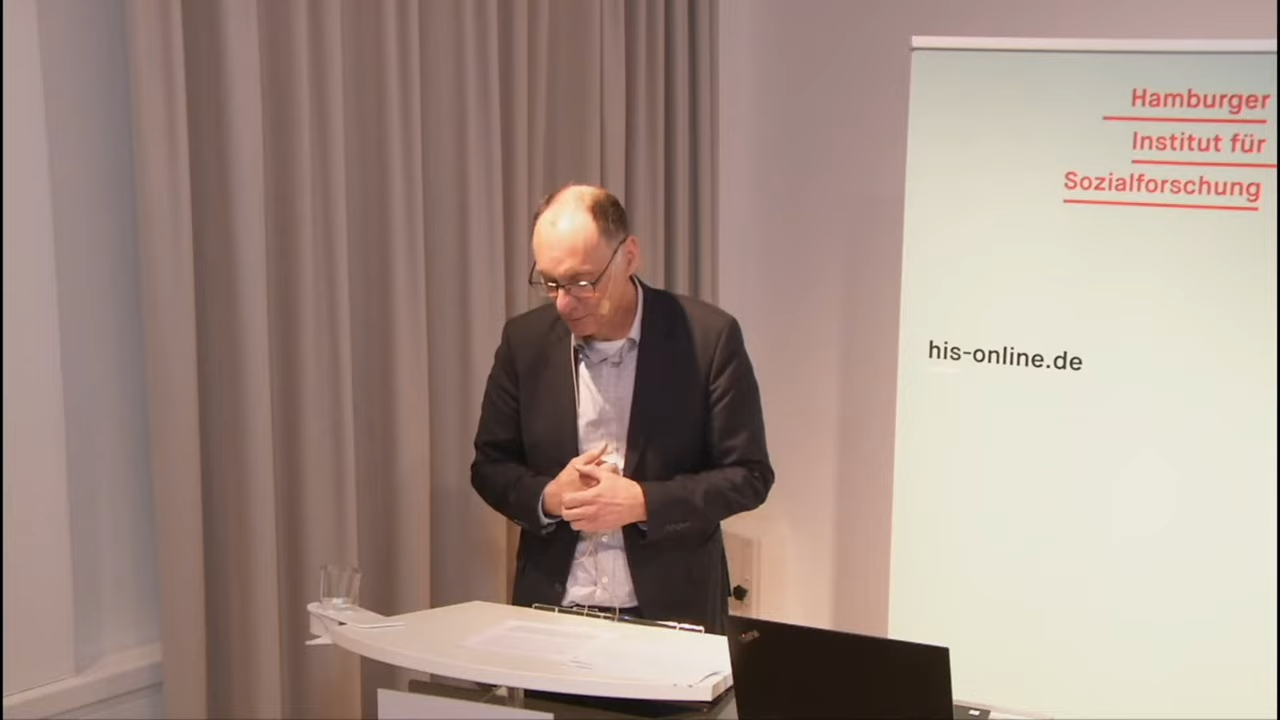 Hamburger
Institut für
Sozialforschung
his-online.de